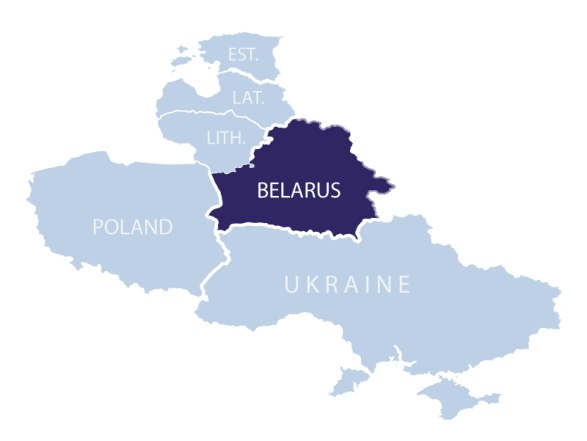 EST.
LAT.
LITH.
BELARUS
POLAND
UKRAINE